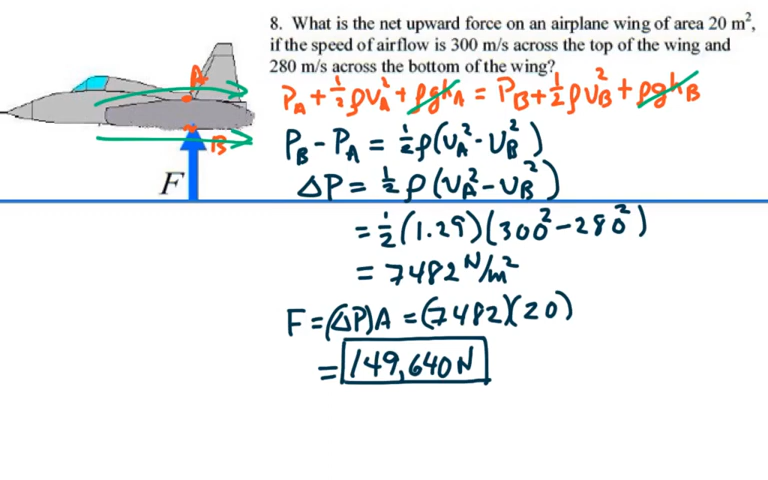 8. What is the net upward force on an airplane wing of area 20 m²,
if the speed of airflow is 300 m/s across the top of the wing and
280 m/s across the bottom of the wing?
A
P_A + ½ρv_A² + ρgh_A = P_B + ½ρv_B² + ρgh_B
B
P_B - P_A = ½ρ(v_A² - v_B²)
F
ΔP = ½ρ(v_A² - v_B²)
= ½(1.29)(300² - 280²)
= 7482 N/m²
F = (ΔP)A = (7482)(20)
= 149,640N